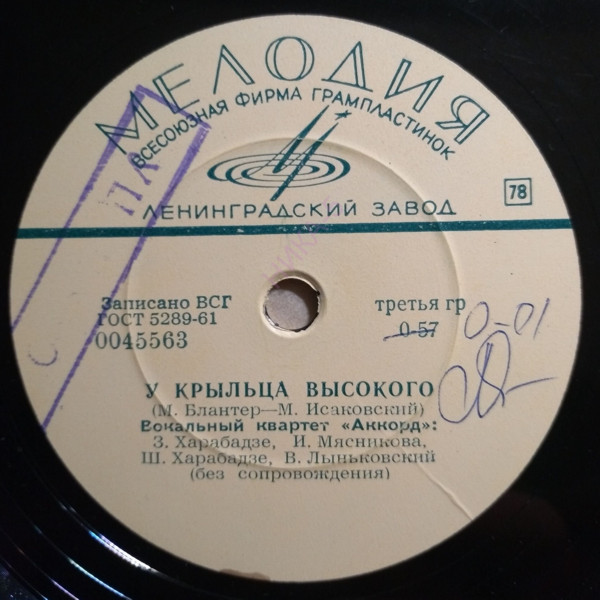 МЕЛОДИЯ
ВСЕСОЮЗНАЯ ФИРМА ГРАМПЛАСТИНОК
ЛЕНИНГРАДСКИЙ ЗАВОД
78
Записано ВСГ
ГОСТ 5289-61
0045563
третья гр
0-57 0-01
У КРЫЛЬЦА ВЫСОКОГО
(М. Блантер—М. Исаковский)
Вокальный квартет «Аккорд»:
З. Харабадзе, И. Мясникова,
Ш. Харабадзе, В. Лыньковский
(без сопровождения)